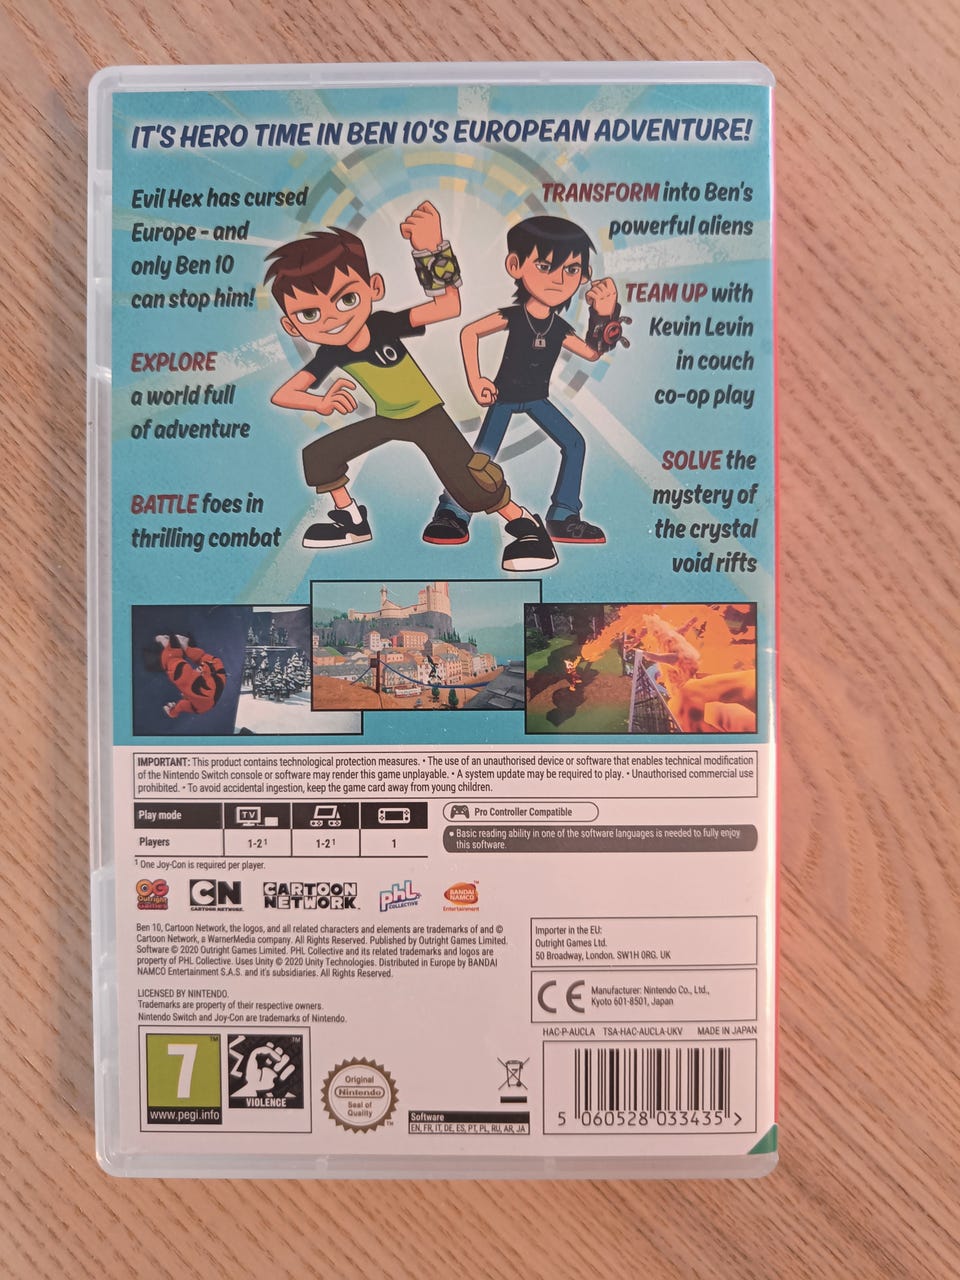 IT'S HERO TIME IN BEN 10'S EUROPEAN ADVENTURE!
Evil Hex has cursed
Europe - and
only Ben 10
can stop him!
EXPLORE
a world full
of adventure
BATTLE foes in
thrilling combat
TRANSFORM into Ben's
powerful aliens
TEAM UP with
Kevin Levin
in couch
co-op play
SOLVE the
mystery of
the crystal
void rifts
10
IMPORTANT: This product contains technological protection measures. • The use of an unauthorised device or software that enables technical modification
of the Nintendo Switch console or software may render this game unplayable. • A system update may be required to play. • Unauthorised commercial use
prohibited. • To avoid accidental ingestion, keep the game card away from young children.
Play mode TV
Players 1-2¹ 1-2¹ 1
¹ One Joy-Con is required per player.
Pro Controller Compatible
• Basic reading ability in one of the software languages is needed to fully enjoy
this software.
OG Outright Games
CN CARTOON NETWORK.
CARTOON NETWORK.
phL COLLECTIVE
BANDAI NAMCO Entertainment
Ben 10, Cartoon Network, the logos, and all related characters and elements are trademarks of and ©
Cartoon Network, a WarnerMedia company. All Rights Reserved. Published by Outright Games Limited.
Software © 2020 Outright Games Limited. PHL Collective and its related trademarks and logos are
property of PHL Collective. Uses Unity © 2020 Unity Technologies. Distributed in Europe by BANDAI
NAMCO Entertainment S.A.S. and it's subsidiaries. All Rights Reserved.
LICENSED BY NINTENDO.
Trademarks are property of their respective owners.
Nintendo Switch and Joy-Con are trademarks of Nintendo.
Importer in the EU:
Outright Games Ltd.
50 Broadway, London. SW1H 0RG. UK
CE Manufacturer: Nintendo Co., Ltd.,
Kyoto 601-8501, Japan
HAC-P-AUCLA TSA-HAC-AUCLA-UKV MADE IN JAPAN
7 ™
www.pegi.info
™
VIOLENCE
Original
Nintendo
Seal of
Quality
™
Software
EN, FR, IT, DE, ES, PT, PL, RU, AR, JA
5 060528 033435 >